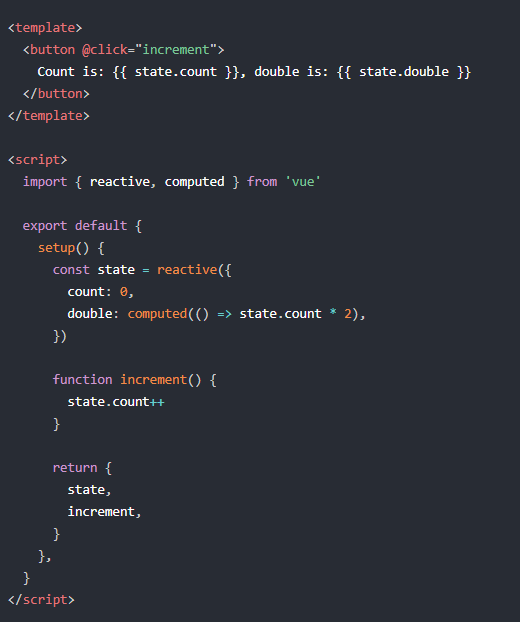 <template>
  <button @click="increment">
    Count is: {{ state.count }}, double is: {{ state.double }}
  </button>
</template>

<script>
  import { reactive, computed } from 'vue'

  export default {
    setup() {
      const state = reactive({
        count: 0,
        double: computed(() => state.count * 2),
      })

      function increment() {
        state.count++
      }

      return {
        state,
        increment,
      }
    },
  }
</script>